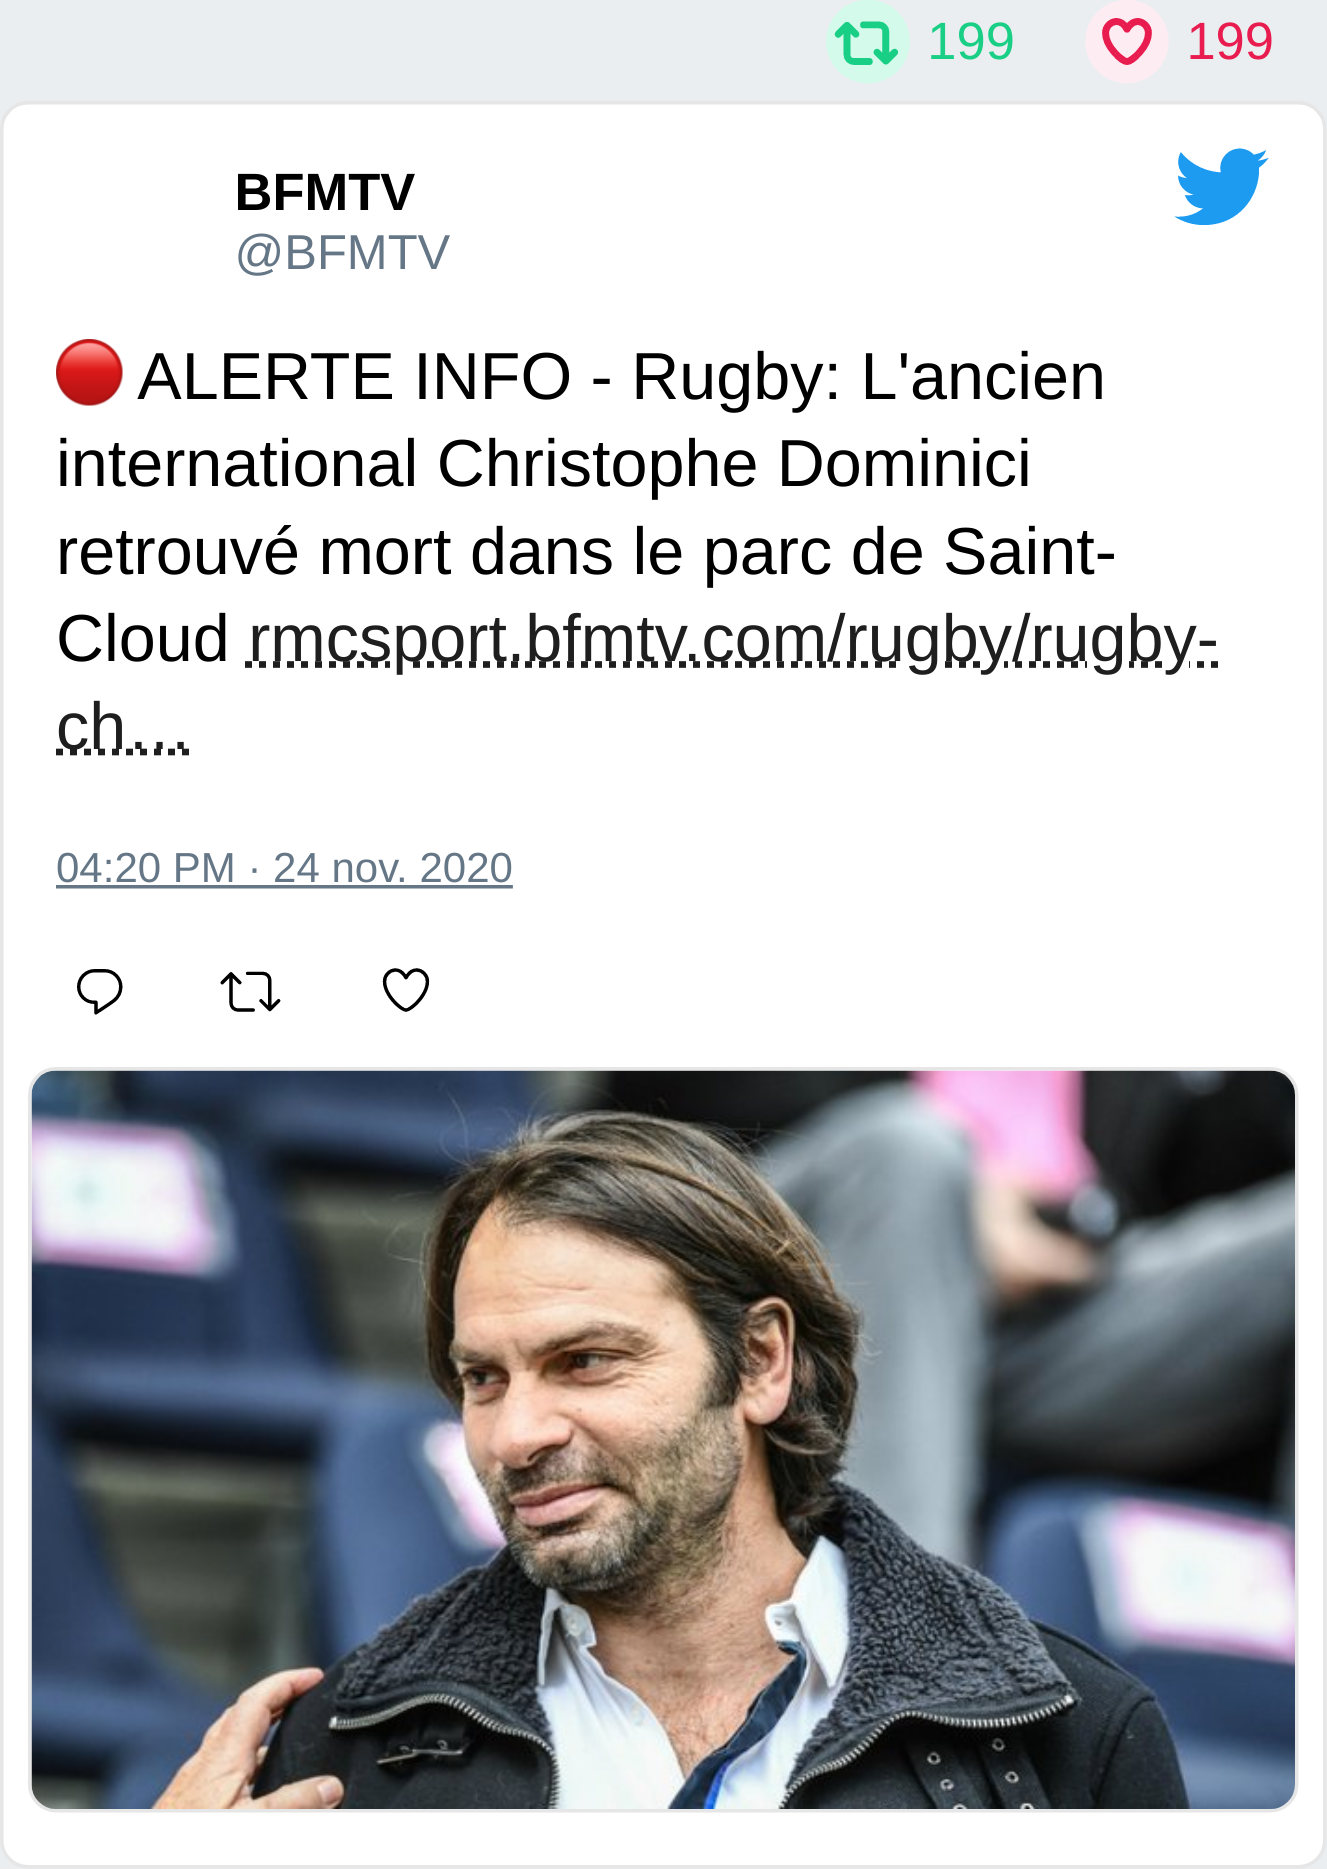 199 199
BFMTV
@BFMTV
🔴 ALERTE INFO - Rugby: L'ancien
international Christophe Dominici
retrouvé mort dans le parc de Saint-
Cloud rmcsport.bfmtv.com/rugby/rugby-
ch…
04:20 PM · 24 nov. 2020